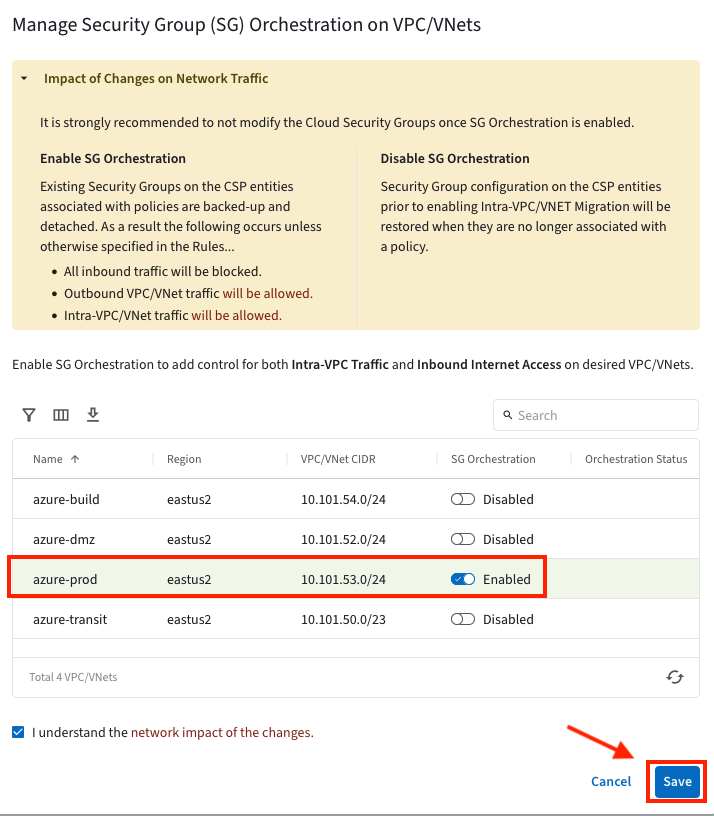 Manage Security Group (SG) Orchestration on VPC/VNets
Impact of Changes on Network Traffic
It is strongly recommended to not modify the Cloud Security Groups once SG Orchestration is enabled.
Enable SG Orchestration
Existing Security Groups on the CSP entities
associated with policies are backed-up and
detached. As a result the following occurs unless
otherwise specified in the Rules...
• All inbound traffic will be blocked.
• Outbound VPC/VNet traffic will be allowed.
• Intra-VPC/VNet traffic will be allowed.
Disable SG Orchestration
Security Group configuration on the CSP entities
prior to enabling Intra-VPC/VNET Migration will be
restored when they are no longer associated with
a policy.
Enable SG Orchestration to add control for both Intra-VPC Traffic and Inbound Internet Access on desired VPC/VNets.
Search
Name Region VPC/VNet CIDR SG Orchestration Orchestration Status
azure-build eastus2 10.101.54.0/24 Disabled
azure-dmz eastus2 10.101.52.0/24 Disabled
azure-prod eastus2 10.101.53.0/24 Enabled
azure-transit eastus2 10.101.50.0/23 Disabled
Total 4 VPC/VNets
I understand the network impact of the changes.
Cancel Save